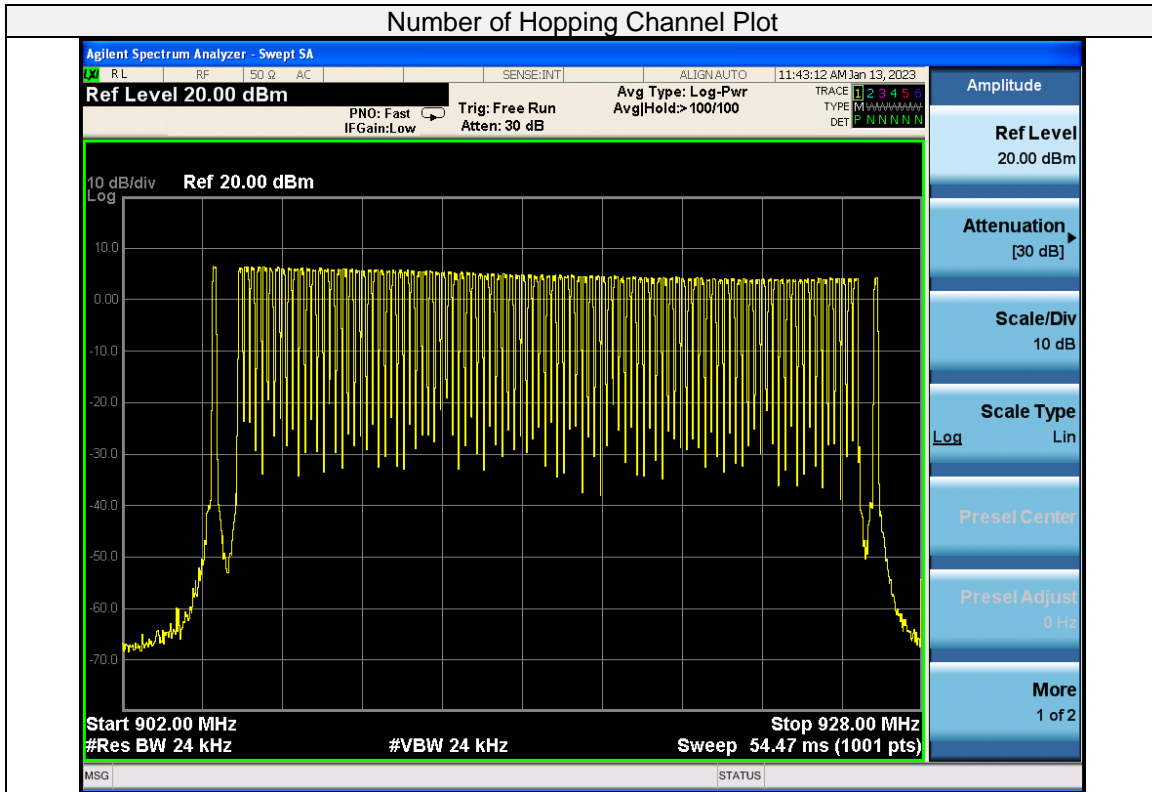 Number of Hopping Channel Plot
Agilent Spectrum Analyzer - Swept SA
LXI RL RF 50 Ω AC SENSE:INT ALIGN AUTO 11:43:12 AM Jan 13, 2023
Ref Level 20.00 dBm
PNO: Fast
IFGain:Low
Trig: Free Run
Atten: 30 dB
Avg Type: Log-Pwr
Avg|Hold:>100/100
TRACE 1 2 3 4 5 6
TYPE M WWWWW
DET P N N N N N
10 dB/div Ref 20.00 dBm
Log
10.0
0.00
-10.0
-20.0
-30.0
-40.0
-50.0
-60.0
-70.0
Start 902.00 MHz Stop 928.00 MHz
#Res BW 24 kHz #VBW 24 kHz Sweep 54.47 ms (1001 pts)
MSG STATUS
Amplitude
Ref Level
20.00 dBm
Attenuation
[30 dB]
Scale/Div
10 dB
Scale Type
Log Lin
Presel Center
Presel Adjust
0 Hz
More
1 of 2